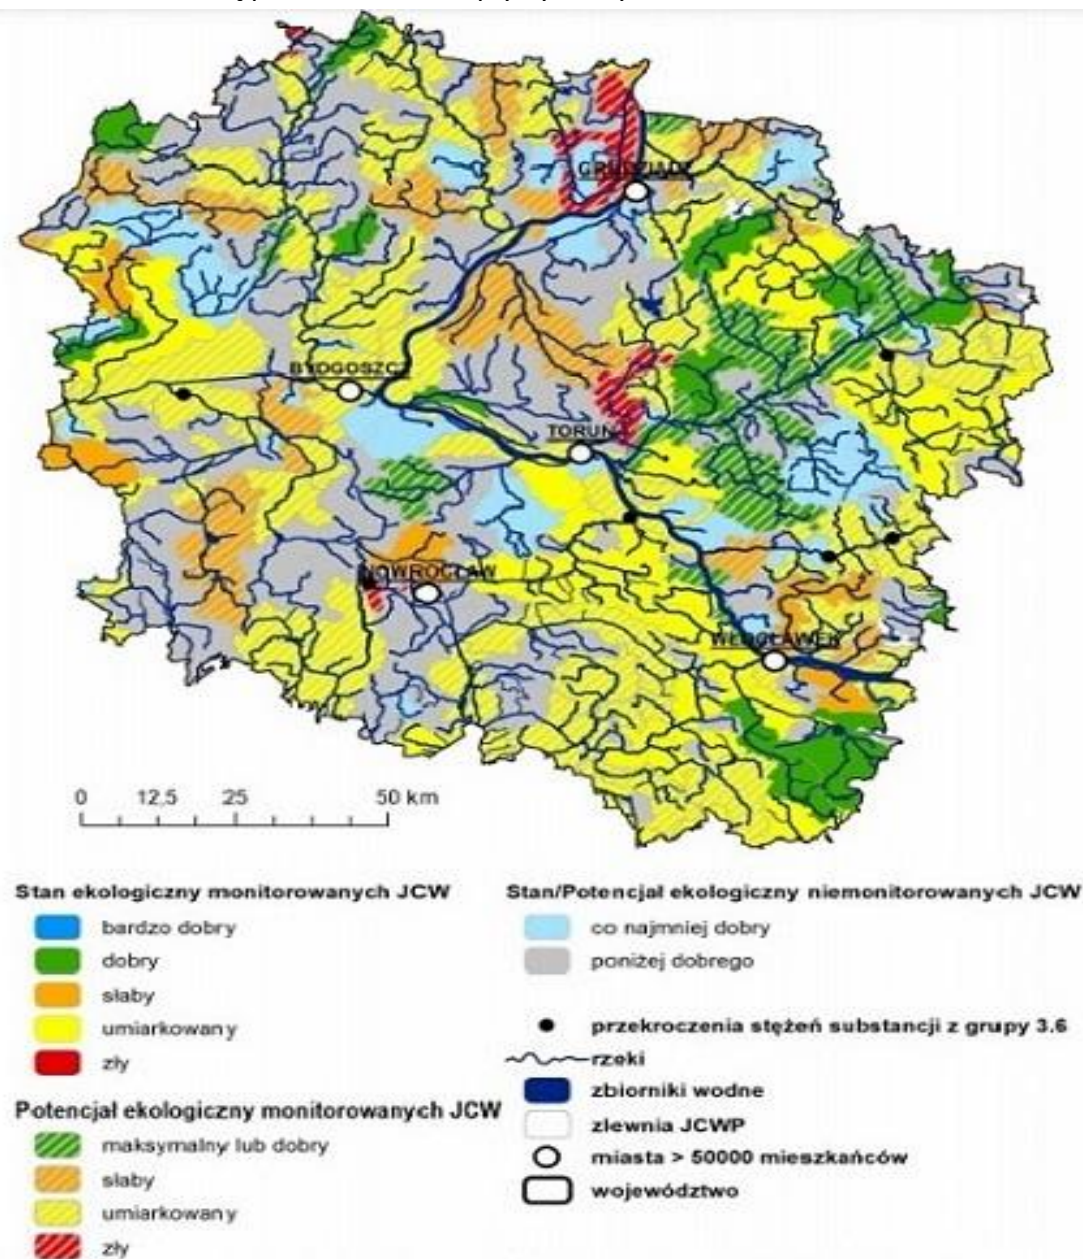 GRUDZIĄDZ
BYDGOSZCZ
TORUŃ
INOWROCŁAW
WŁOCŁAWEK
0 12,5 25 50 km
Stan ekologiczny monitorowanych JCW
bardzo dobry
dobry
słaby
umiarkowany
zły
Potencjał ekologiczny monitorowanych JCW
maksymalny lub dobry
słaby
umiarkowany
zły
Stan/Potencjał ekologiczny niemonitorowanych JCW
co najmniej dobry
poniżej dobrego
przekroczenia stężeń substancji z grupy 3.6
rzeki
zbiorniki wodne
zlewnia JCWP
miasta > 50000 mieszkańców
województwo